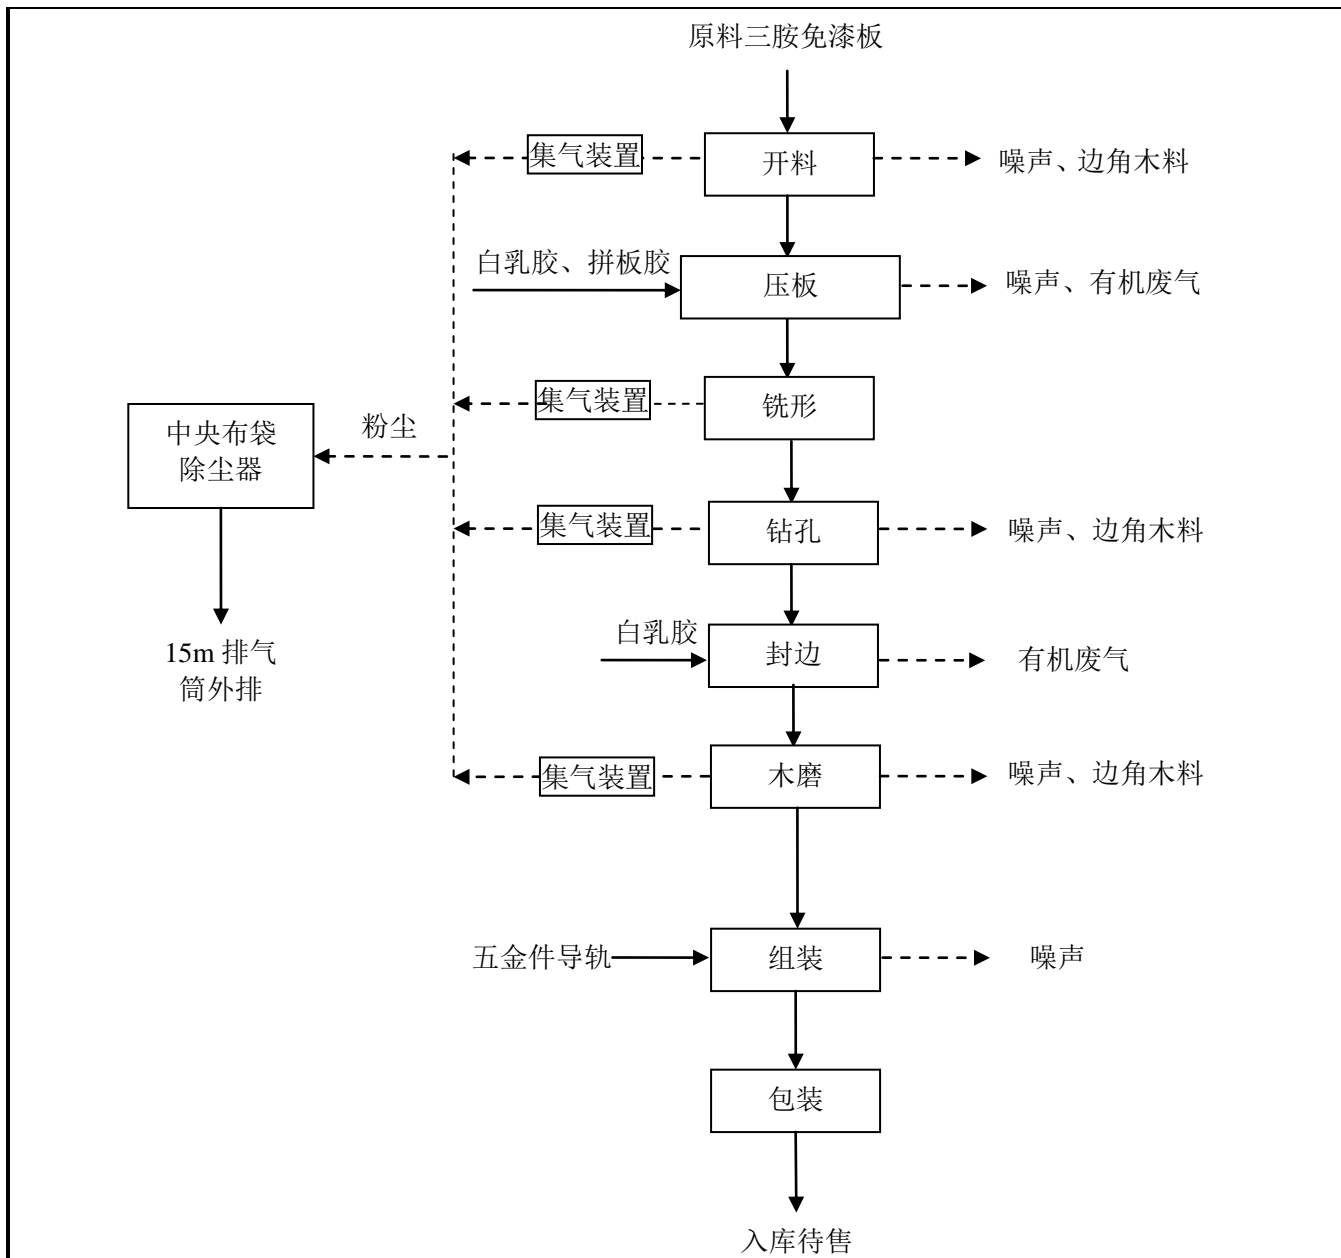 原料三胺免漆板
集气装置
开料
噪声、边角木料
白乳胶、拼板胶
压板
噪声、有机废气
集气装置
铣形
中央布袋
除尘器
粉尘
集气装置
钻孔
噪声、边角木料
白乳胶
封边
有机废气
15m 排气
筒外排
集气装置
木磨
噪声、边角木料
五金件导轨
组装
噪声
包装
入库待售